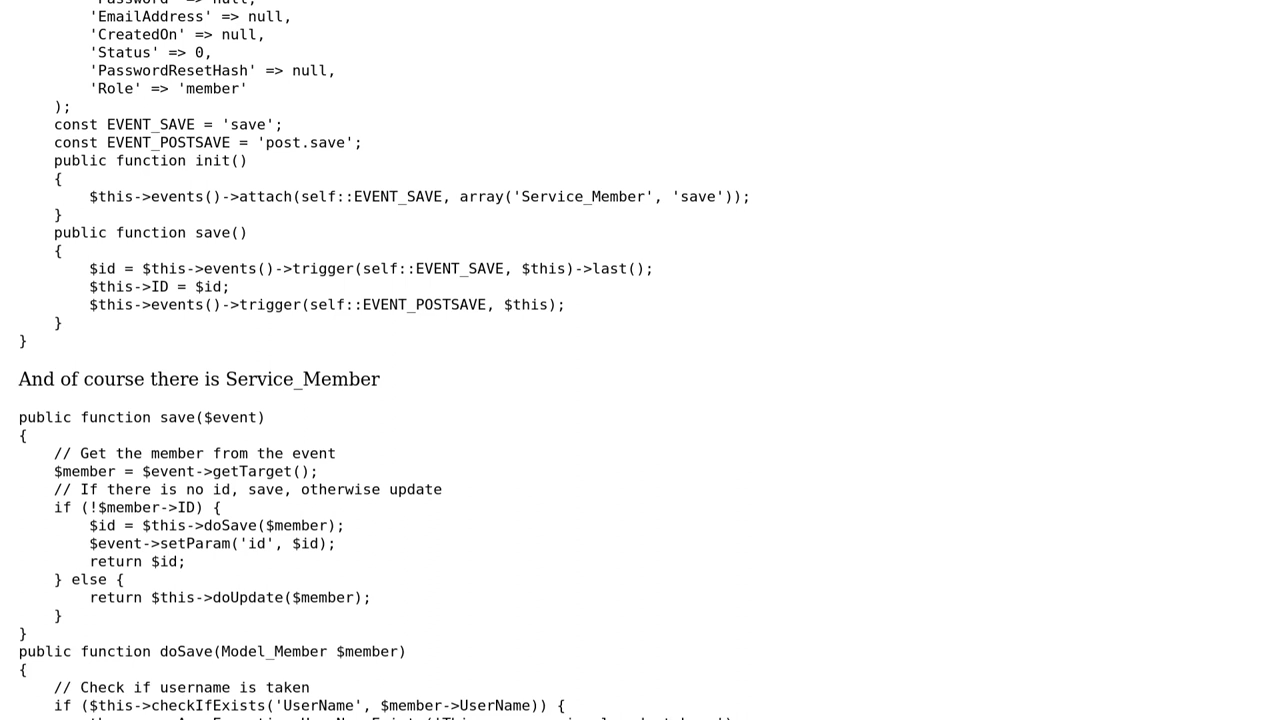 'EmailAddress' => null,
'CreatedOn' => null,
'Status' => 0,
'PasswordResetHash' => null,
'Role' => 'member'
);
const EVENT_SAVE = 'save';
const EVENT_POSTSAVE = 'post.save';
public function init()
{
$this->events()->attach(self::EVENT_SAVE, array('Service_Member', 'save'));
}
public function save()
{
$id = $this->events()->trigger(self::EVENT_SAVE, $this)->last();
$this->ID = $id;
$this->events()->trigger(self::EVENT_POSTSAVE, $this);
}
}
And of course there is Service_Member
public function save($event)
{
// Get the member from the event
$member = $event->getTarget();
// If there is no id, save, otherwise update
if (!$member->ID) {
$id = $this->doSave($member);
$event->setParam('id', $id);
return $id;
} else {
return $this->doUpdate($member);
}
}
public function doSave(Model_Member $member)
{
// Check if username is taken
if ($this->checkIfExists('UserName', $member->UserName)) {